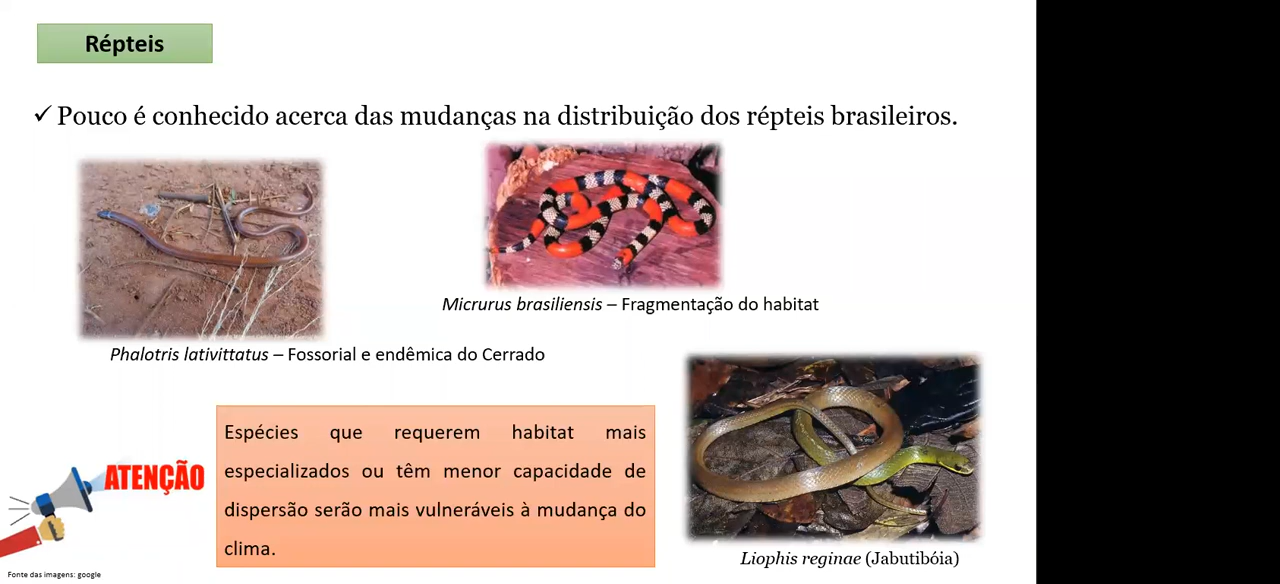 Répteis
✓ Pouco é conhecido acerca das mudanças na distribuição dos répteis brasileiros.
Micrurus brasiliensis – Fragmentação do habitat
Phalotris lativittatus – Fossorial e endêmica do Cerrado
Espécies que requerem habitat mais
especializados ou têm menor capacidade de
dispersão serão mais vulneráveis à mudança do
clima.
ATENÇÃO
Liophis reginae (Jabutibóia)
Fonte das imagens: google